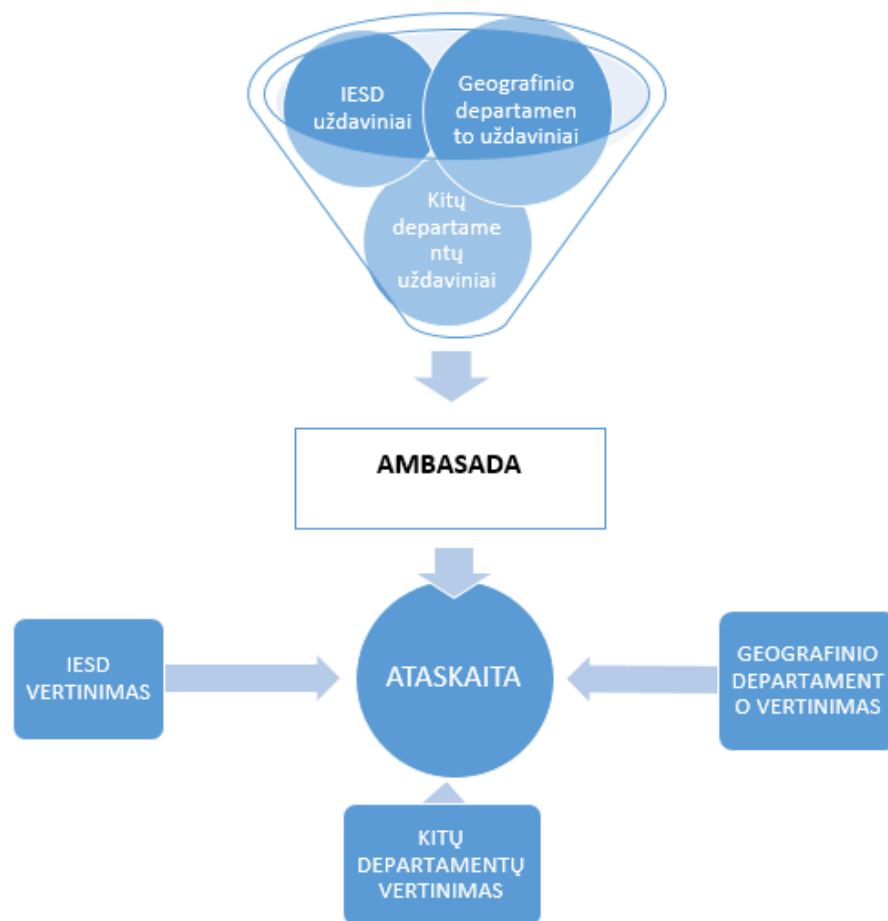 IESD
uždaviniai
Geografinio
departamen
to uždaviniai
Kitų
departame
ntų
uždaviniai
AMBASADA
IESD
VERTINIMAS
ATASKAITA
GEOGRAFINIO
DEPARTAMENT
O VERTINIMAS
KITŲ
DEPARTAMENTŲ
VERTINIMAS